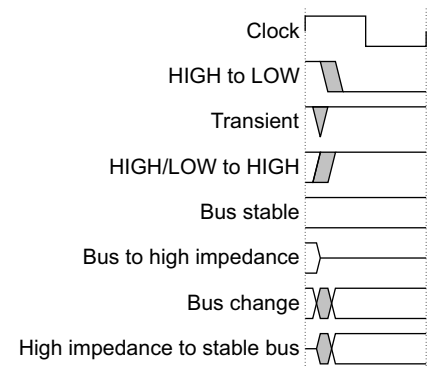 Clock
HIGH to LOW
Transient
HIGH/LOW to HIGH
Bus stable
Bus to high impedance
Bus change
High impedance to stable bus